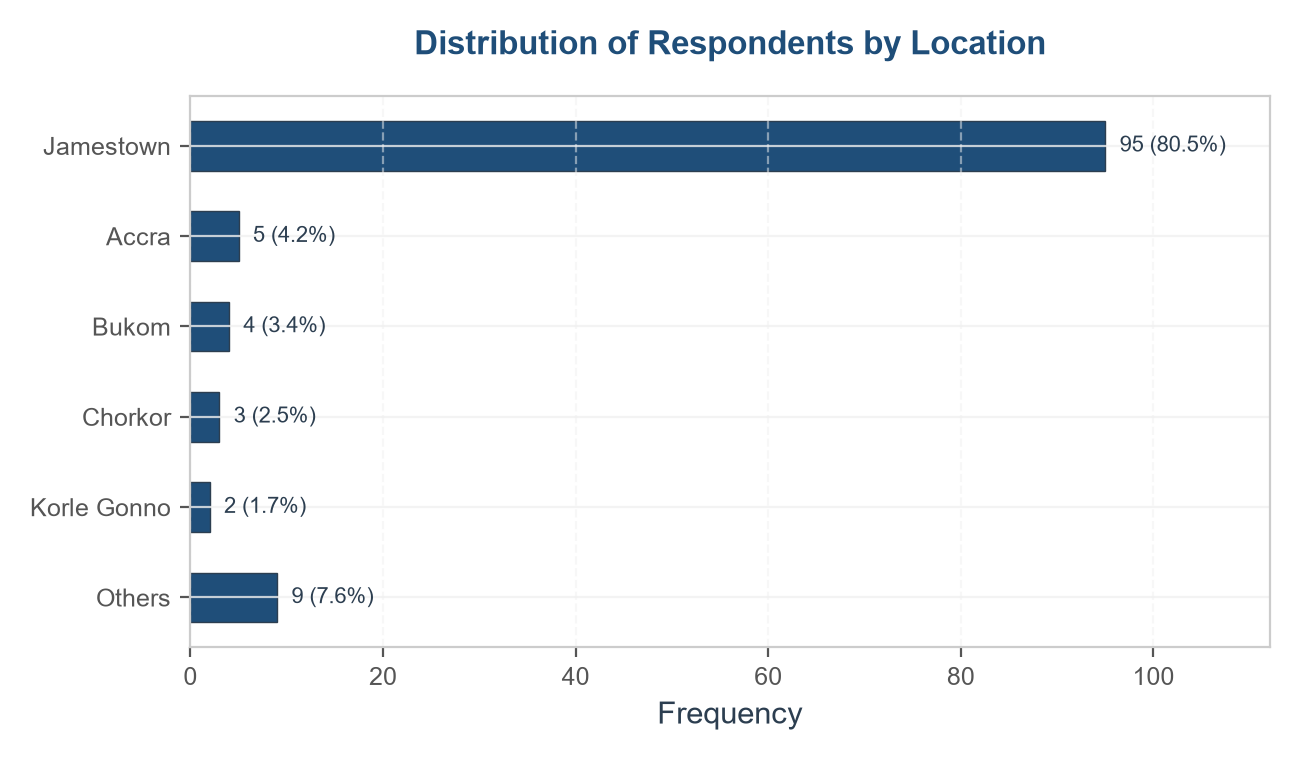 Distribution of Respondents by Location
Jamestown 95 (80.5%)
Accra 5 (4.2%)
Bukom 4 (3.4%)
Chorkor 3 (2.5%)
Korle Gonno 2 (1.7%)
Others 9 (7.6%)
0 20 40 60 80 100
Frequency